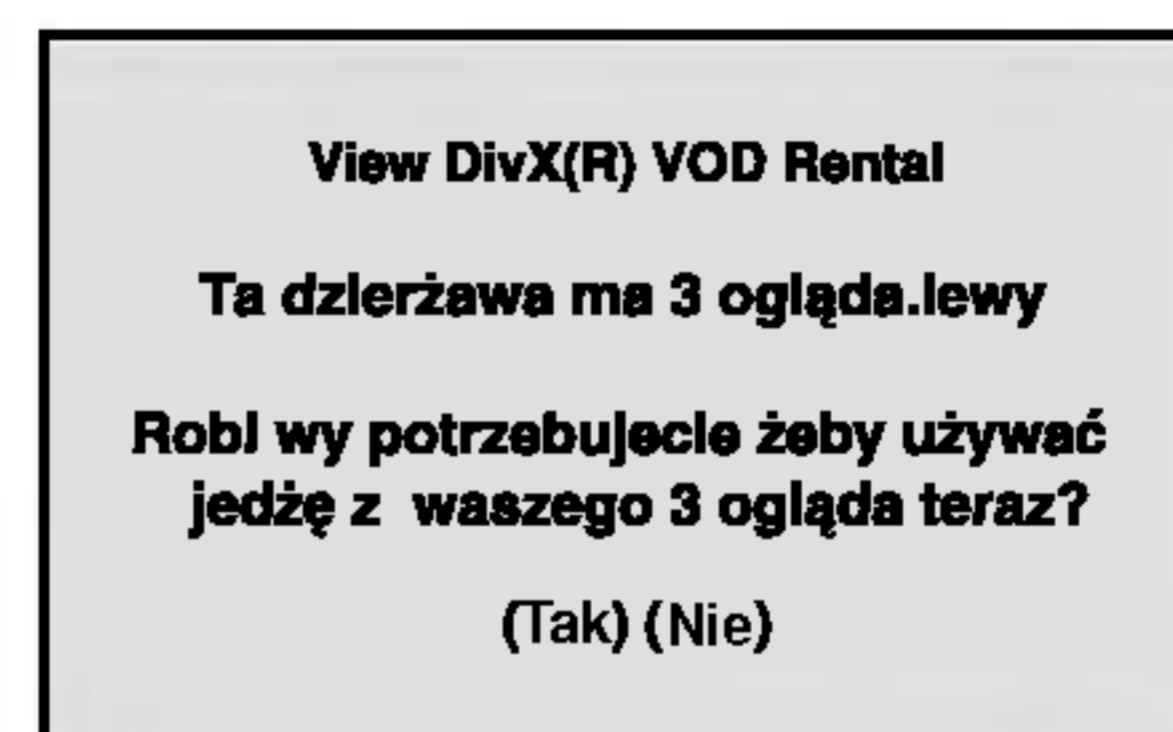 View DivX(R) VOD Rental
Ta dzierżawa ma 3 ogląda.lewy
Robi wy potrzebujecie żeby używać
jedżę z waszego 3 ogląda teraz?
(Tak) (Nie)